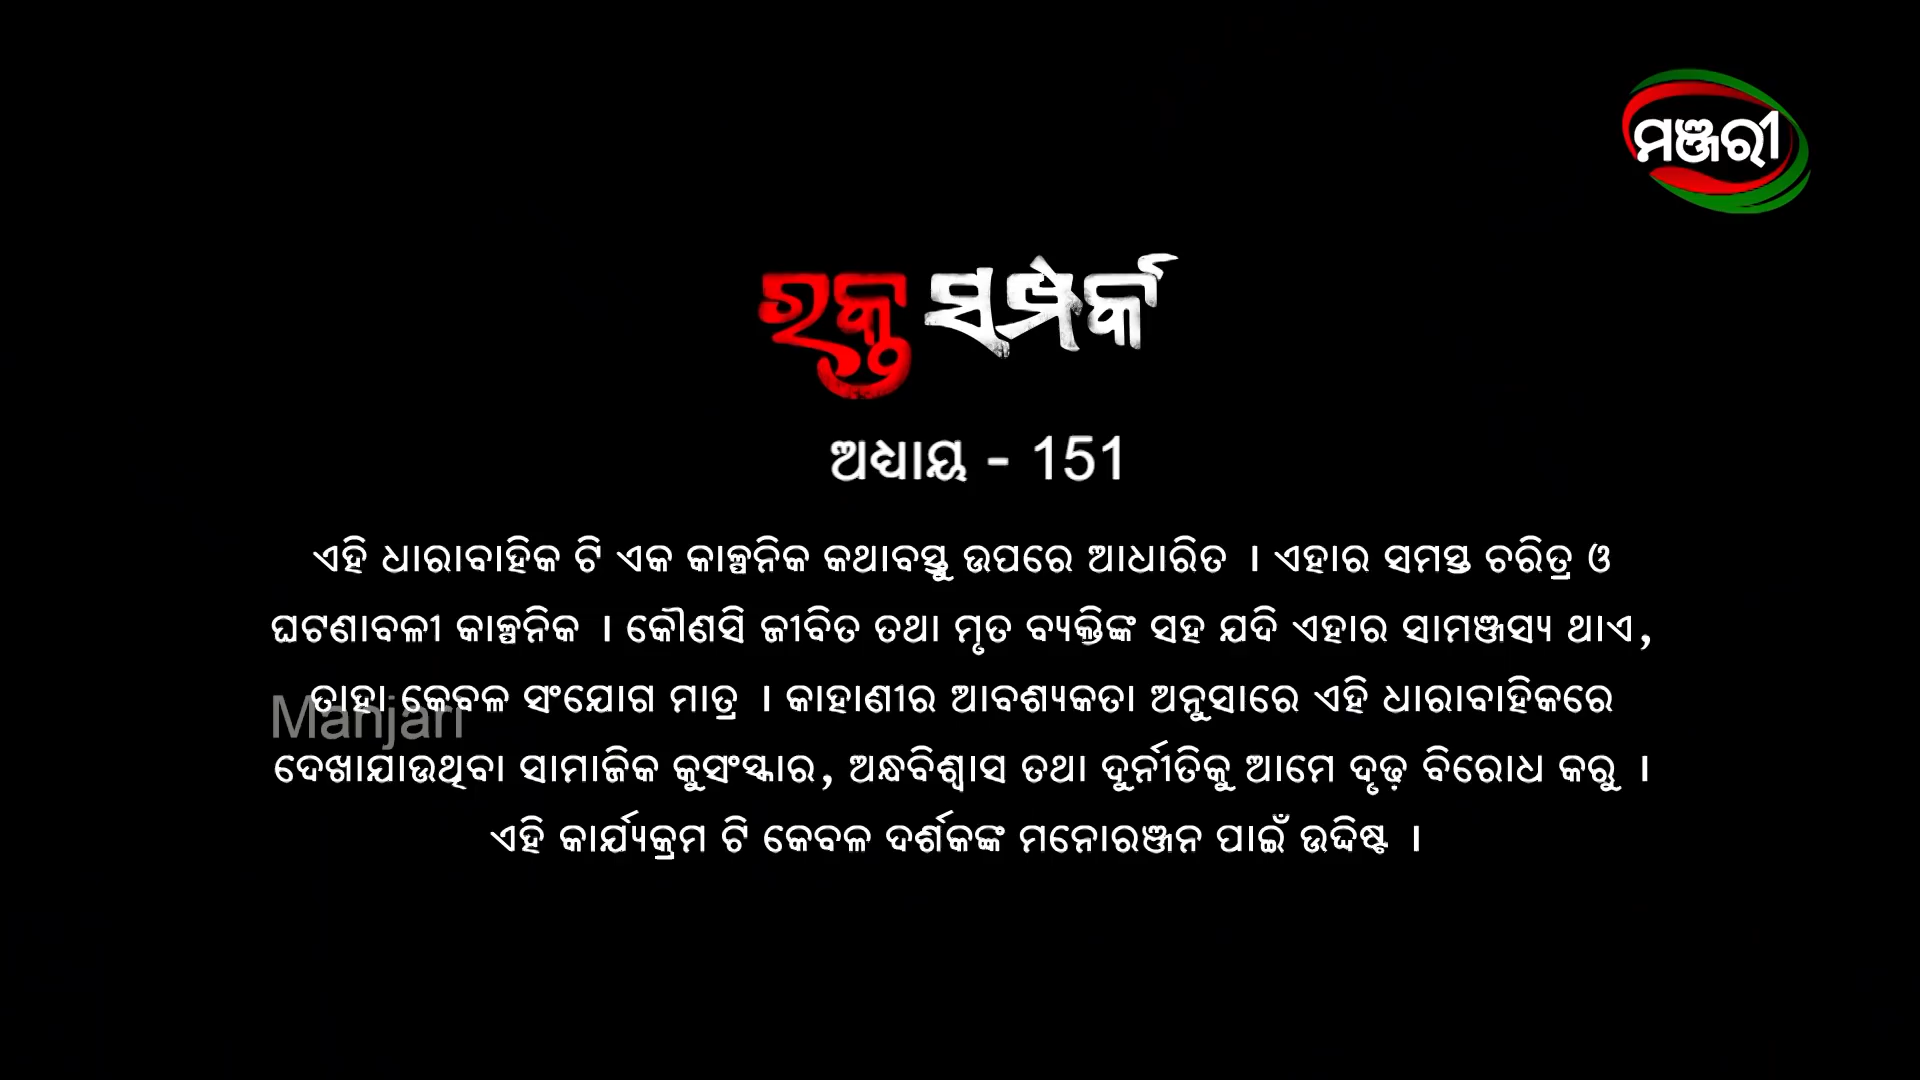 ମଞ୍ଜରୀ
ରକ୍ତ ସମ୍ପର୍କ
ଅଧ୍ୟାୟ - 151
ଏହି ଧାରାବାହିକ ଟି ଏକ କାଳ୍ପନିକ କଥାବସ୍ତୁ ଉପରେ ଆଧାରିତ । ଏହାର ସମସ୍ତ ଚରିତ୍ର ଓ
ଘଟଣାବଳୀ କାଳ୍ପନିକ । କୌଣସି ଜୀବିତ ତଥା ମୃତ ବ୍ୟକ୍ତିଙ୍କ ସହ ଯଦି ଏହାର ସାମଞ୍ଜସ୍ୟ ଥାଏ,
ତାହା କେବଳ ସଂଯୋଗ ମାତ୍ର । କାହାଣୀର ଆବଶ୍ୟକତା ଅନୁସାରେ ଏହି ଧାରାବାହିକରେ
Manjari
ଦେଖାଯାଉଥିବା ସାମାଜିକ କୁସଂସ୍କାର, ଅନ୍ଧବିଶ୍ୱାସ ତଥା ଦୁର୍ନୀତିକୁ ଆମେ ଦୃଢ଼ ବିରୋଧ କରୁ ।
ଏହି କାର୍ଯ୍ୟକ୍ରମ ଟି କେବଳ ଦର୍ଶକଙ୍କ ମନୋରଞ୍ଜନ ପାଇଁ ଉଦ୍ଦିଷ୍ଟ ।